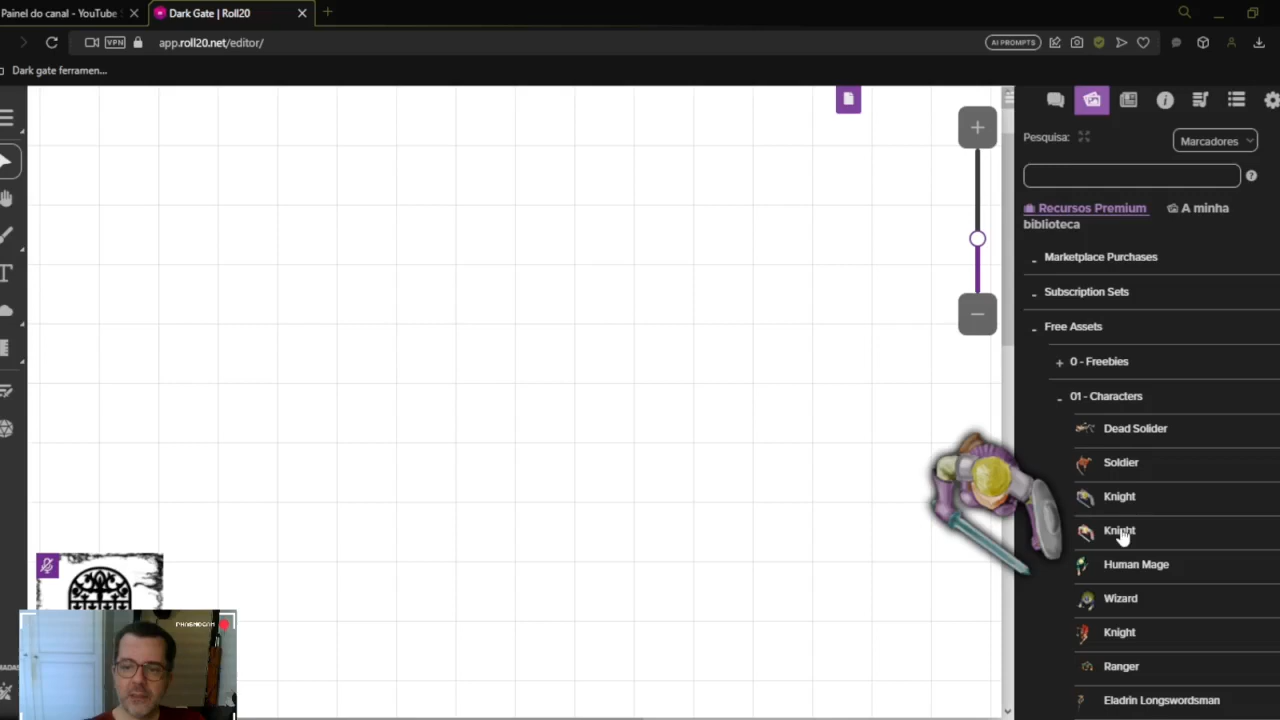 Painel do canal - YouTube
Dark Gate | Roll20
VPN
app.roll20.net/editor/
AI PROMPTS
Dark gate ferramen...
Pesquisa:
Marcadores
Recursos Premium
A minha
biblioteca
Marketplace Purchases
Subscription Sets
Free Assets
0 - Freebies
01 - Characters
Dead Solider
Soldier
Knight
Knight
Human Mage
Wizard
Knight
Ranger
Eladrin Longswordsman